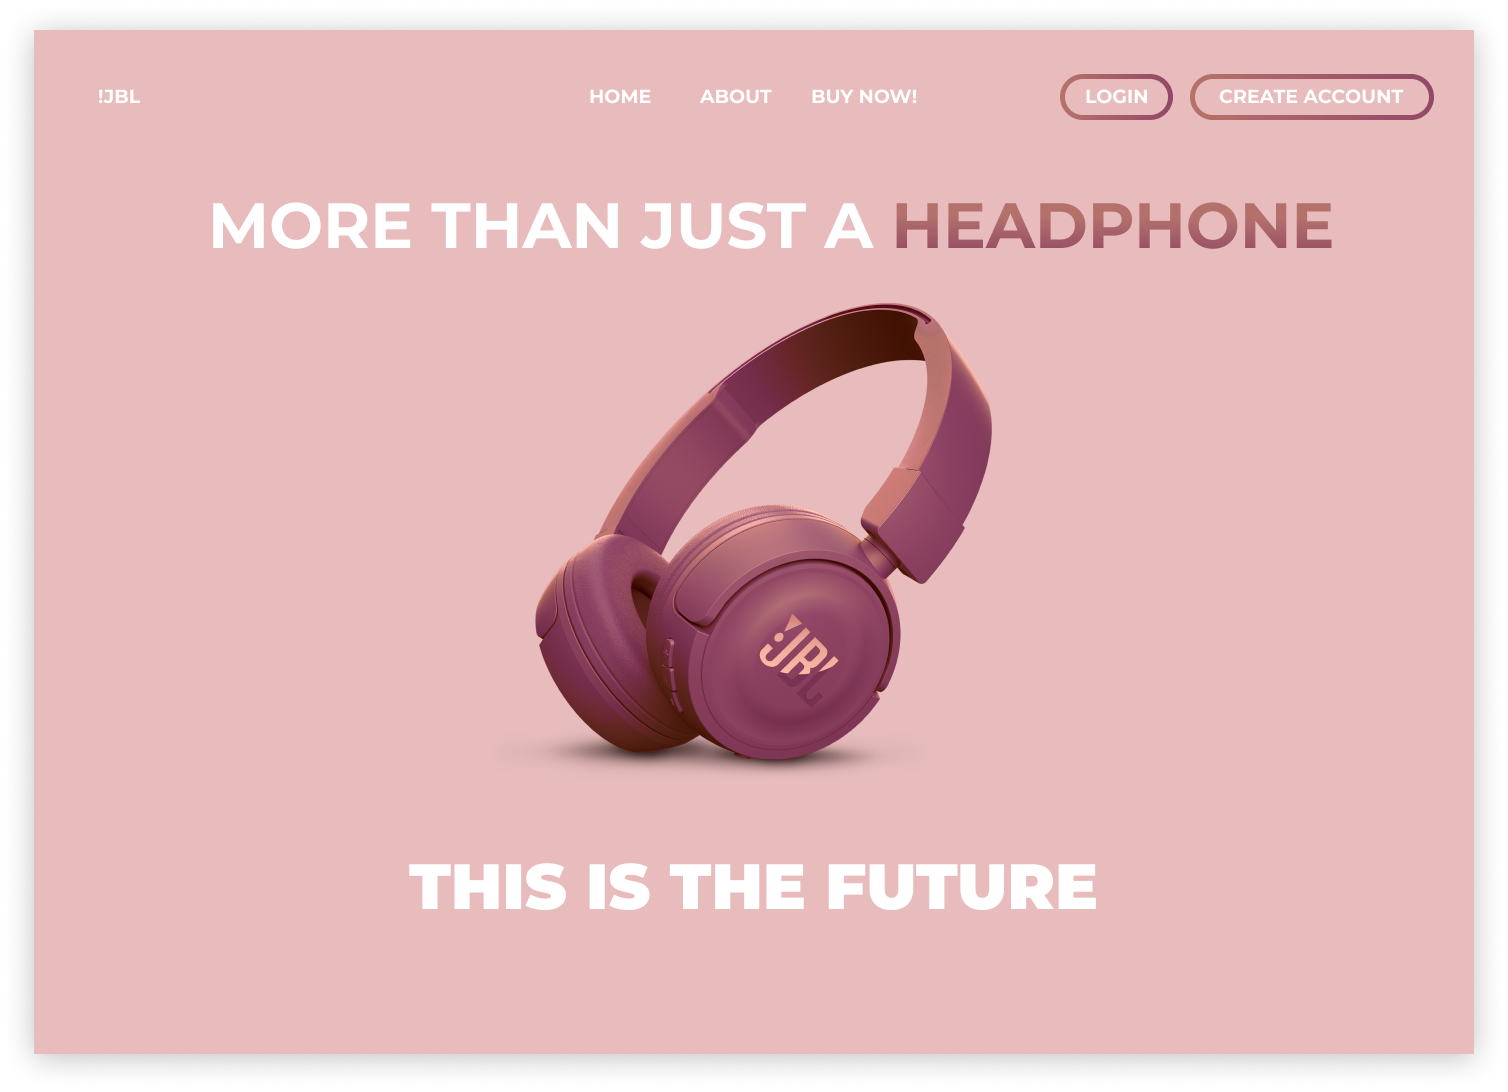 !JBL HOME ABOUT BUY NOW! LOGIN CREATE ACCOUNT
MORE THAN JUST A HEADPHONE
JBL
THIS IS THE FUTURE